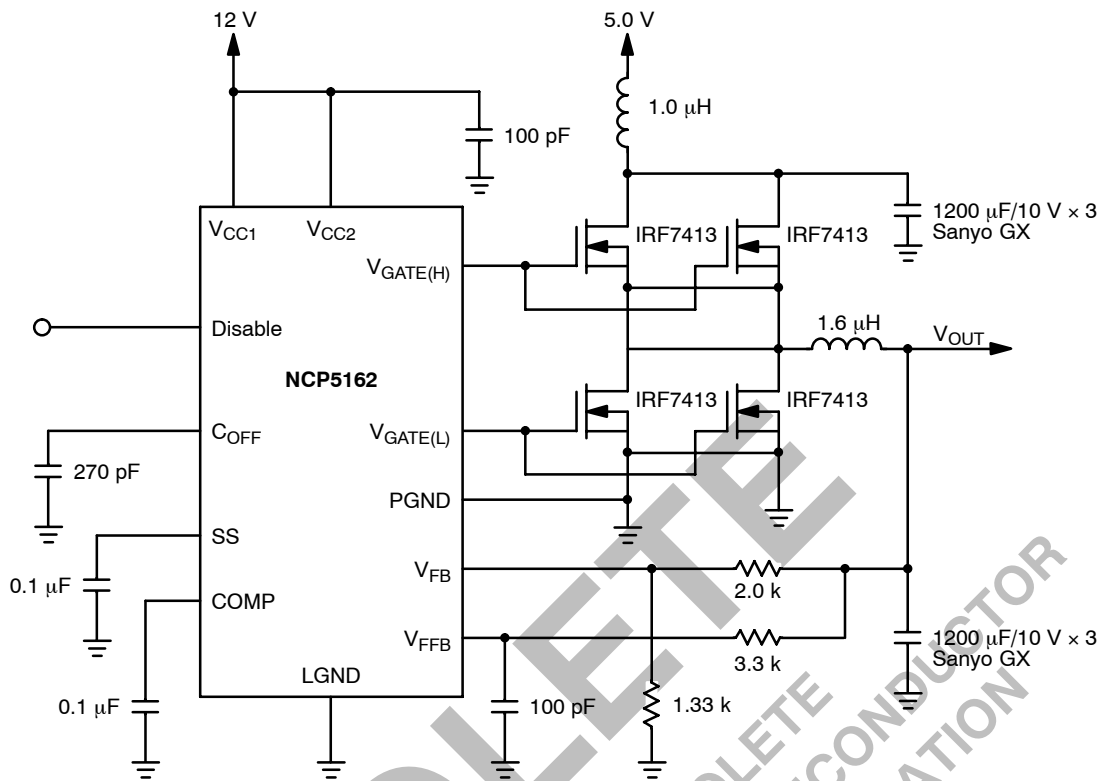 12 V
5.0 V
1.0 μH
100 pF
1200 μF/10 V × 3
Sanyo GX
VCC1
VCC2
IRF7413
IRF7413
VGATE(H)
Disable
1.6 μH
VOUT
NCP5162
IRF7413
IRF7413
COFF
VGATE(L)
270 pF
PGND
SS
VFB
0.1 μF
2.0 k
COMP
VFFB
3.3 k
1200 μF/10 V × 3
Sanyo GX
LGND
0.1 μF
100 pF
1.33 k